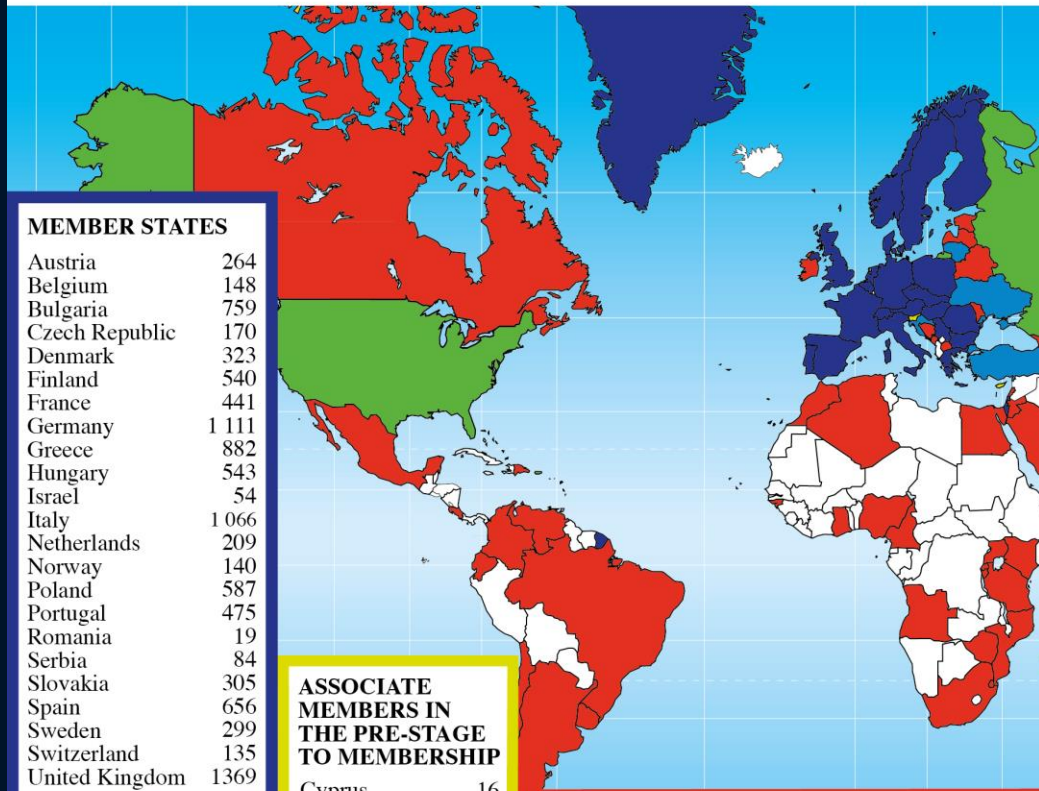 MEMBER STATES
Austria 264
Belgium 148
Bulgaria 759
Czech Republic 170
Denmark 323
Finland 540
France 441
Germany 1 111
Greece 882
Hungary 543
Israel 54
Italy 1 066
Netherlands 209
Norway 140
Poland 587
Portugal 475
Romania 19
Serbia 84
Slovakia 305
Spain 656
Sweden 299
Switzerland 135
United Kingdom 1369
ASSOCIATE
MEMBERS IN
THE PRE-STAGE
TO MEMBERSHIP
Cyprus 16